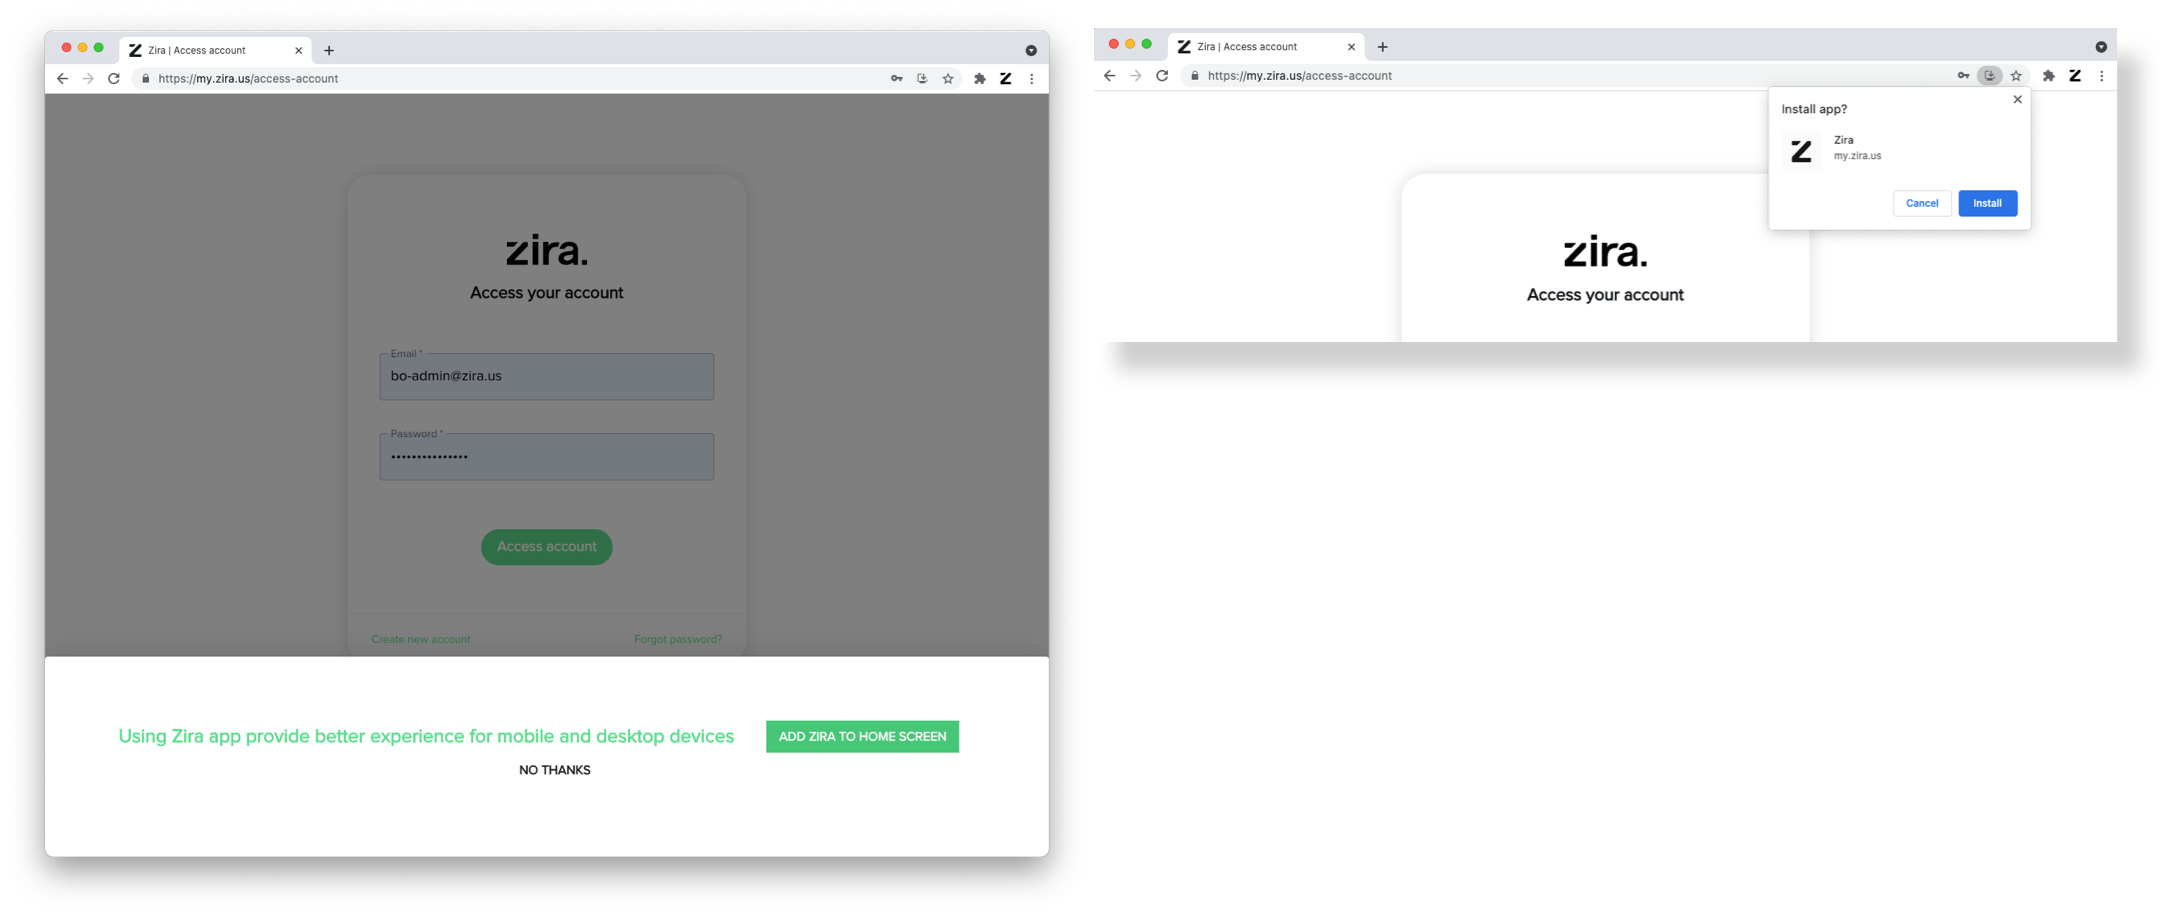 Zira | Access account
https://my.zira.us/access-account
zira.
Access your account
Email *
bo-admin@zira.us
Password *
•••••••••••••••
Access account
Create new account
Forgot password?
Using Zira app provide better experience for mobile and desktop devices
ADD ZIRA TO HOME SCREEN
NO THANKS
Zira | Access account
https://my.zira.us/access-account
Install app?
Zira
my.zira.us
Cancel
Install
zira.
Access your account